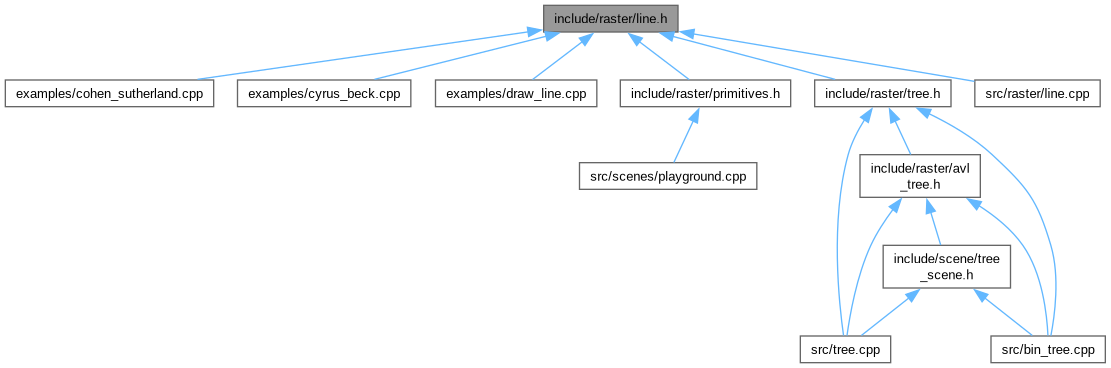 include/raster/line.h
examples/cohen_sutherland.cpp
examples/cyrus_beck.cpp
examples/draw_line.cpp
include/raster/primitives.h
include/raster/tree.h
src/raster/line.cpp
src/scenes/playground.cpp
include/raster/avl
_tree.h
include/scene/tree
_scene.h
src/tree.cpp
src/bin_tree.cpp